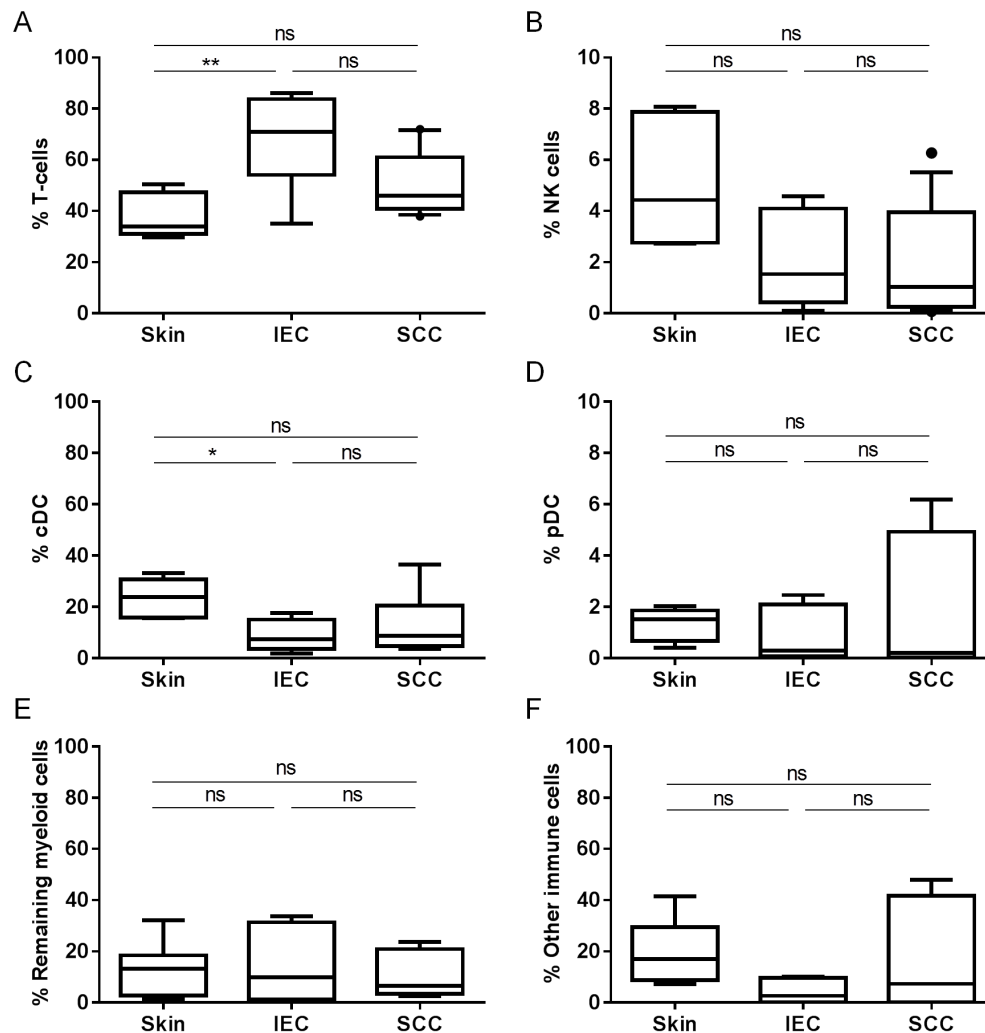 A
ns
** ns
% T-cells
100
80
60
40
20
0
Skin IEC SCC
B
ns
ns ns
% NK cells
10
8
6
4
2
0
Skin IEC SCC
C
ns
* ns
% cDC
100
80
60
40
20
0
Skin IEC SCC
D
ns
ns ns
% pDC
10
8
6
4
2
0
Skin IEC SCC
E
ns
ns ns
% Remaining myeloid cells
100
80
60
40
20
0
Skin IEC SCC
F
ns
ns ns
% Other immune cells
100
80
60
40
20
0
Skin IEC SCC